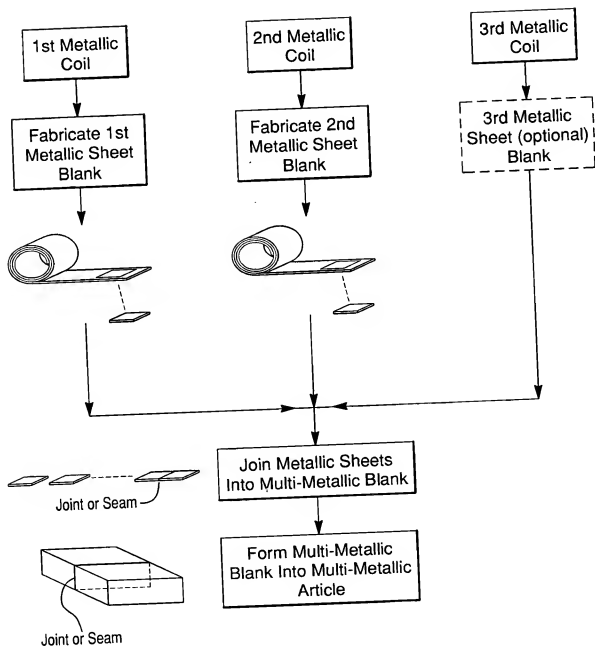 1st Metallic
Coil
2nd Metallic
Coil
3rd Metallic
Coil
Fabricate 1st
Metallic Sheet
Blank
Fabricate 2nd
Metallic Sheet
Blank
3rd Metallic
Sheet (optional)
Blank
Join Metallic Sheets
Into Multi-Metallic Blank
Joint or Seam
Form Multi-Metallic
Blank Into Multi-Metallic
Article
Joint or Seam